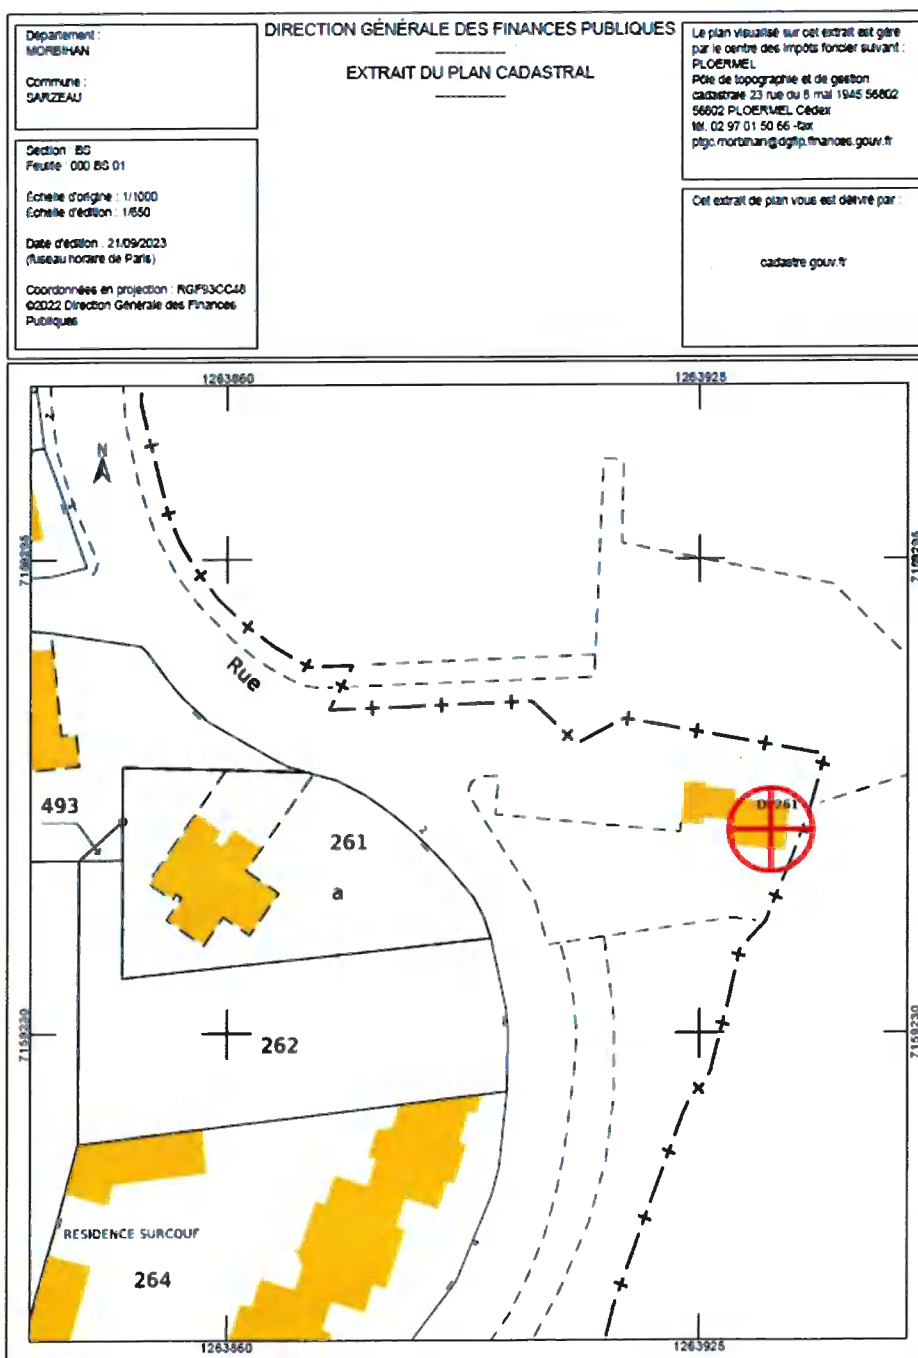 Département :
MORBIHAN
Commune :
SARZEAU
Section : BS
Feuille : 000 BS 01
Échelle d'origine : 1/1000
Échelle d'édition : 1/650
Date d'édition : 21/09/2023
(fuseau horaire de Paris)
Coordonnées en projection : RGF93CC48
©2022 Direction Générale des Finances
Publiques
DIRECTION GÉNÉRALE DES FINANCES PUBLIQUES
EXTRAIT DU PLAN CADASTRAL
Le plan visualisé sur cet extrait est géré
par le centre des impôts foncier suivant :
PLOERMEL
Pôle de topographie et de gestion
cadastrale 23 rue du 8 mai 1945 56802
56802 PLOERMEL Cédex
tél. 02 97 01 50 66 -fax
ptgc.morbihan@dgfip.finances.gouv.fr
Cet extrait de plan vous est délivré par :
cadastre.gouv.fr
1263860
1263925
N
Rue
493
261
a
262
RESIDENCE SURCOUF
264
7159230
7159230
1263860
1263925